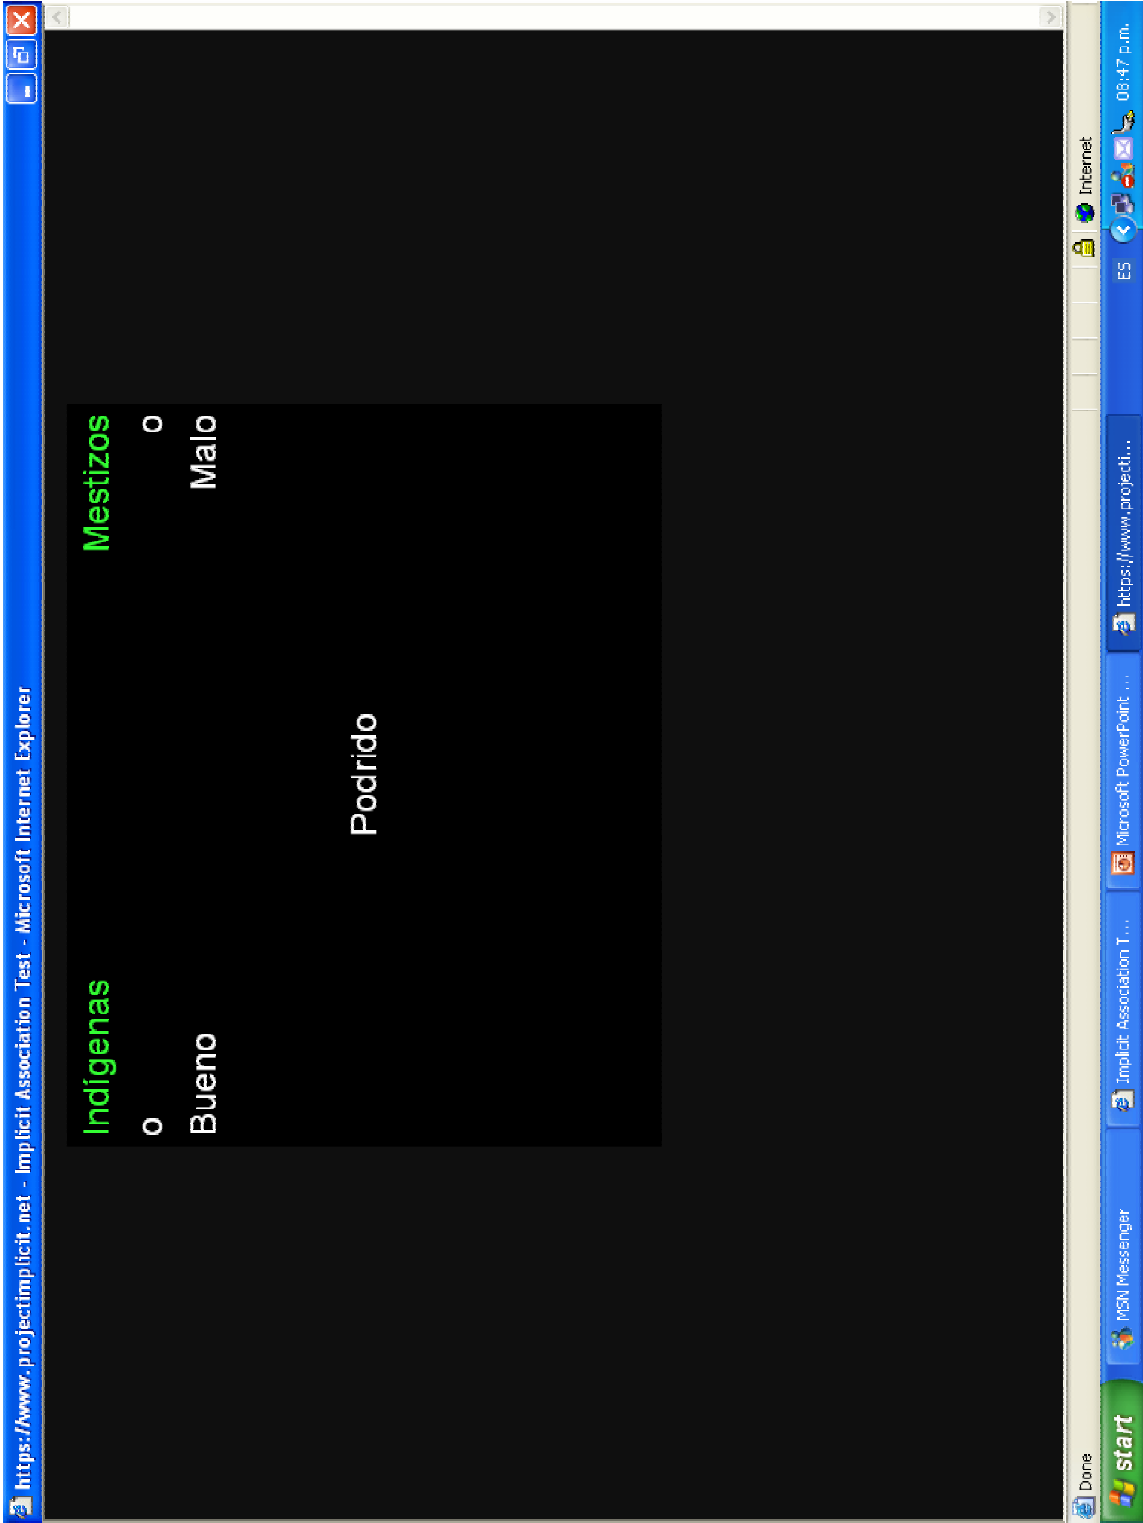 https://www.projectimplicit.net - Implicit Association Test - Microsoft Internet Explorer
Indígenas
Mestizos
o
o
Bueno
Malo
Podrido
Done
Internet
start
MSN Messenger
Implicit Association T...
Microsoft PowerPoint ...
https://www.projecti...
ES
08:47 p.m.